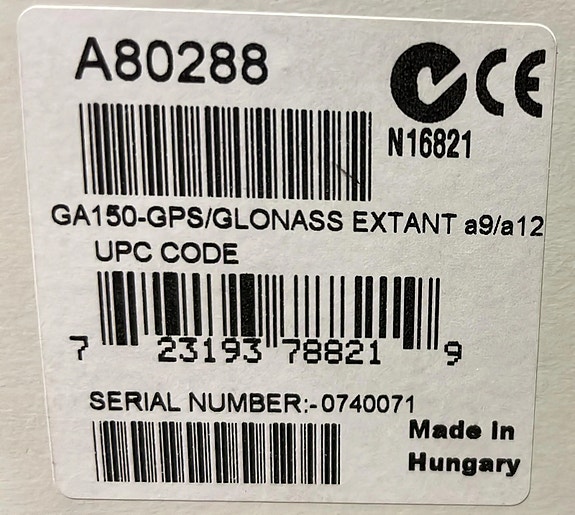 A80288
CE
N16821
GA150-GPS/GLONASS EXTANT a9/a12
UPC CODE
7 23193 78821 9
SERIAL NUMBER:-0740071
Made In
Hungary